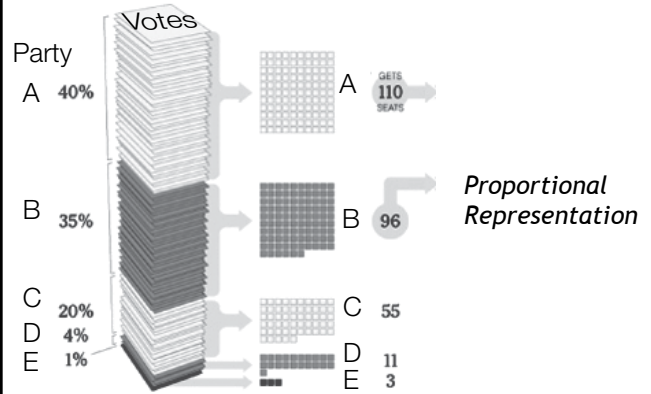 Votes
Party
A 40%
A
GETS
110
SEATS
B 35%
B 96
Proportional
Representation
C 20%
C 55
D 4%
D 11
E 1%
E 3